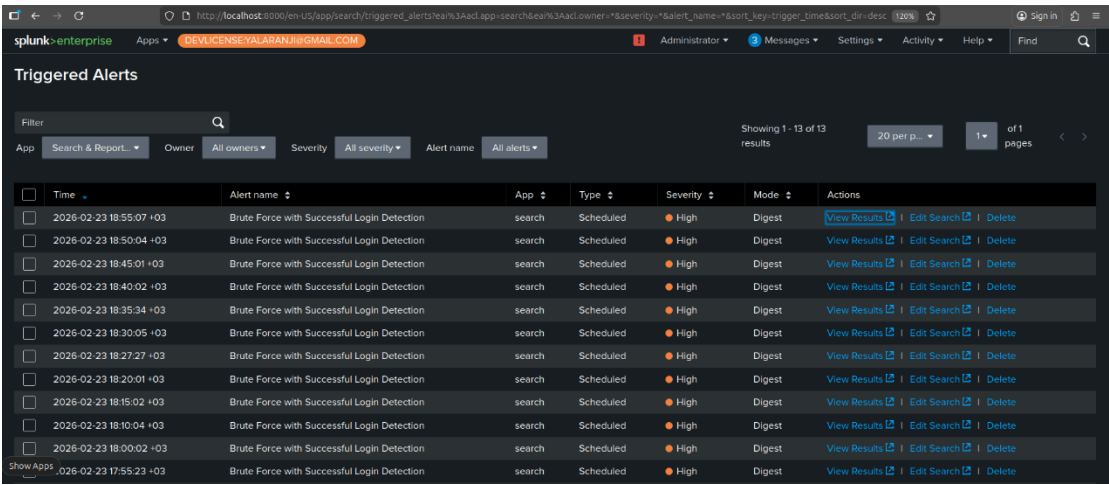 http://localhost:8000/en-US/app/search/triggered_alerts?eai%3Aacl.app=search&eai%3Aacl.owner=*&severity=*&alert_name=*&sort_key=trigger_time&sort_dir=desc 120% Sign in
splunk>enterprise Apps DEVLICENSE:YALARANJI@GMAIL.COM ! Administrator 3 Messages Settings Activity Help Find
Triggered Alerts
Filter
Showing 1 - 13 of 13 results
20 per p...
1
of 1 pages
App Search & Report... Owner All owners Severity All severity Alert name All alerts
Time Alert name App Type Severity Mode Actions
2026-02-23 18:55:07 +03 Brute Force with Successful Login Detection search Scheduled High Digest View Results | Edit Search | Delete
2026-02-23 18:50:04 +03 Brute Force with Successful Login Detection search Scheduled High Digest View Results | Edit Search | Delete
2026-02-23 18:45:01 +03 Brute Force with Successful Login Detection search Scheduled High Digest View Results | Edit Search | Delete
2026-02-23 18:40:02 +03 Brute Force with Successful Login Detection search Scheduled High Digest View Results | Edit Search | Delete
2026-02-23 18:35:34 +03 Brute Force with Successful Login Detection search Scheduled High Digest View Results | Edit Search | Delete
2026-02-23 18:30:05 +03 Brute Force with Successful Login Detection search Scheduled High Digest View Results | Edit Search | Delete
2026-02-23 18:27:27 +03 Brute Force with Successful Login Detection search Scheduled High Digest View Results | Edit Search | Delete
2026-02-23 18:20:01 +03 Brute Force with Successful Login Detection search Scheduled High Digest View Results | Edit Search | Delete
2026-02-23 18:15:02 +03 Brute Force with Successful Login Detection search Scheduled High Digest View Results | Edit Search | Delete
2026-02-23 18:10:04 +03 Brute Force with Successful Login Detection search Scheduled High Digest View Results | Edit Search | Delete
2026-02-23 18:00:02 +03 Brute Force with Successful Login Detection search Scheduled High Digest View Results | Edit Search | Delete
Show Apps 2026-02-23 17:55:23 +03 Brute Force with Successful Login Detection search Scheduled High Digest View Results | Edit Search | Delete